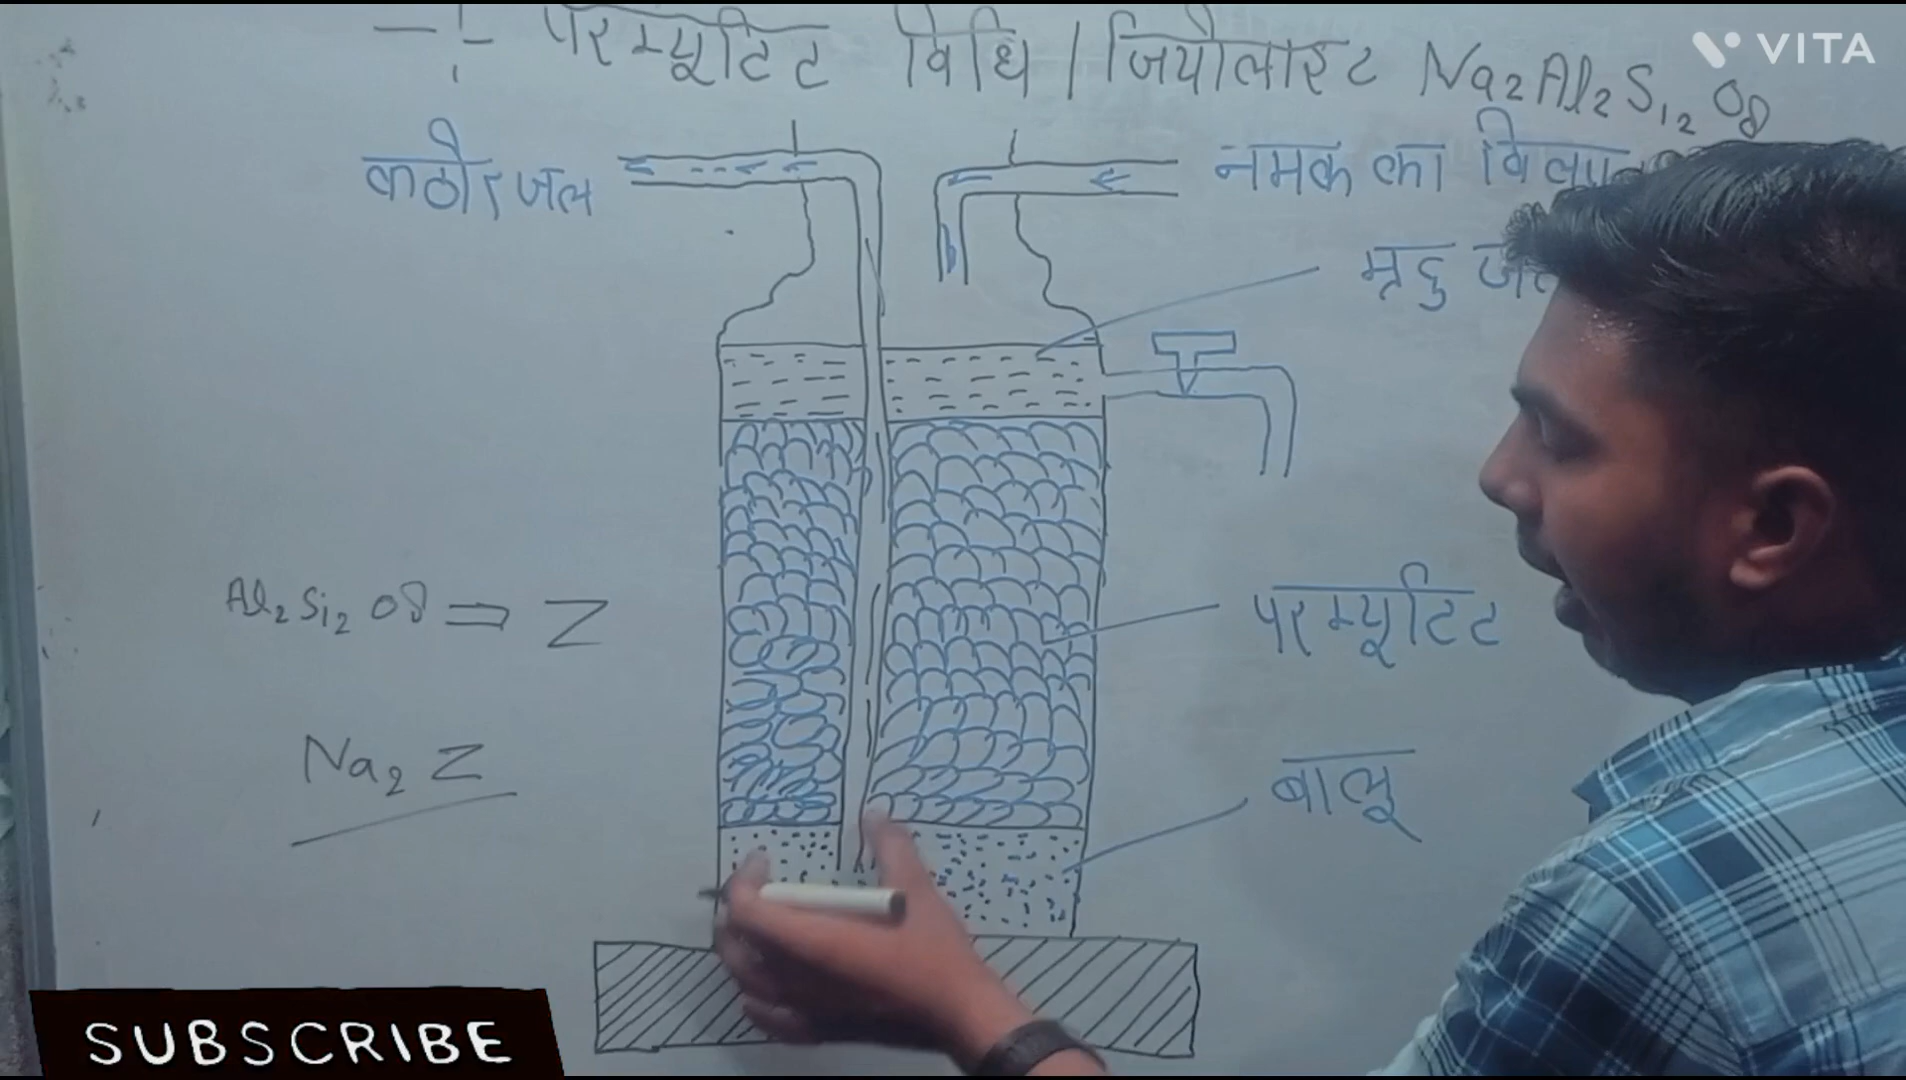 -:- परम्यूटिट विधि / जियोलाइट Na2Al2Si2O8
VITA
कठोर जल
नमक का
मृदु
Al2Si2O8 => Z
परम्यूटिट
Na2Z
बालू
SUBSCRIBE